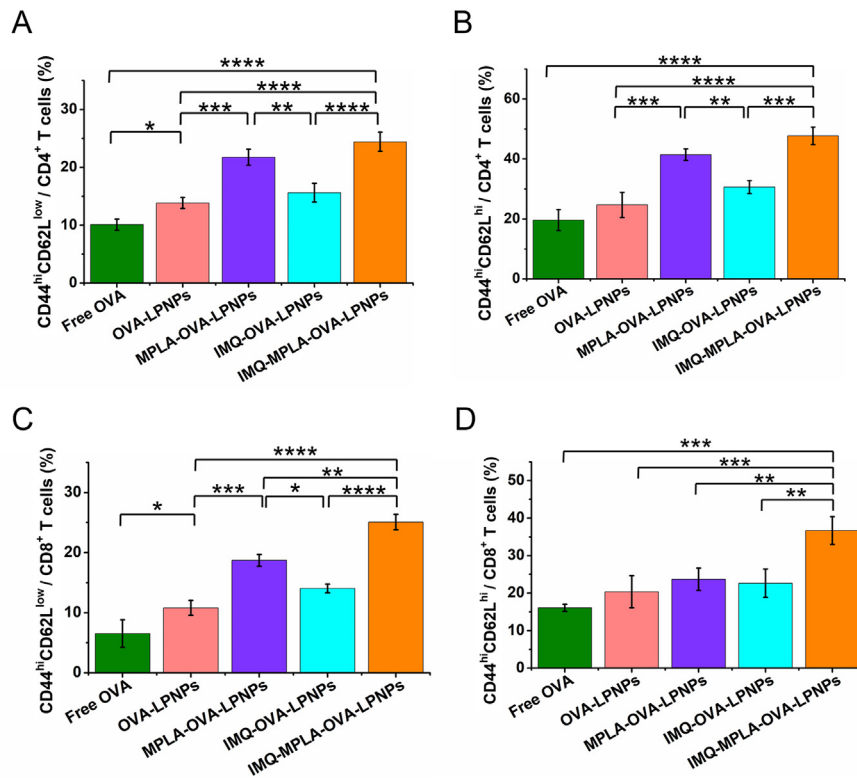 A
CD44hiCD62Llow / CD4+ T cells (%)
****
****
*** ** ****
*
30
20
10
0
Free OVA
OVA-LPNPs
MPLA-OVA-LPNPs
IMQ-OVA-LPNPs
IMQ-MPLA-OVA-LPNPs
B
CD44hiCD62Lhi / CD4+ T cells (%)
****
****
*** ** ***
60
40
20
0
Free OVA
OVA-LPNPs
MPLA-OVA-LPNPs
IMQ-OVA-LPNPs
IMQ-MPLA-OVA-LPNPs
C
CD44hiCD62Llow / CD8+ T cells (%)
****
**
*** * ****
*
30
20
10
0
Free OVA
OVA-LPNPs
MPLA-OVA-LPNPs
IMQ-OVA-LPNPs
IMQ-MPLA-OVA-LPNPs
D
CD44hiCD62Lhi / CD8+ T cells (%)
***
***
**
**
50
40
30
20
10
0
Free OVA
OVA-LPNPs
MPLA-OVA-LPNPs
IMQ-OVA-LPNPs
IMQ-MPLA-OVA-LPNPs